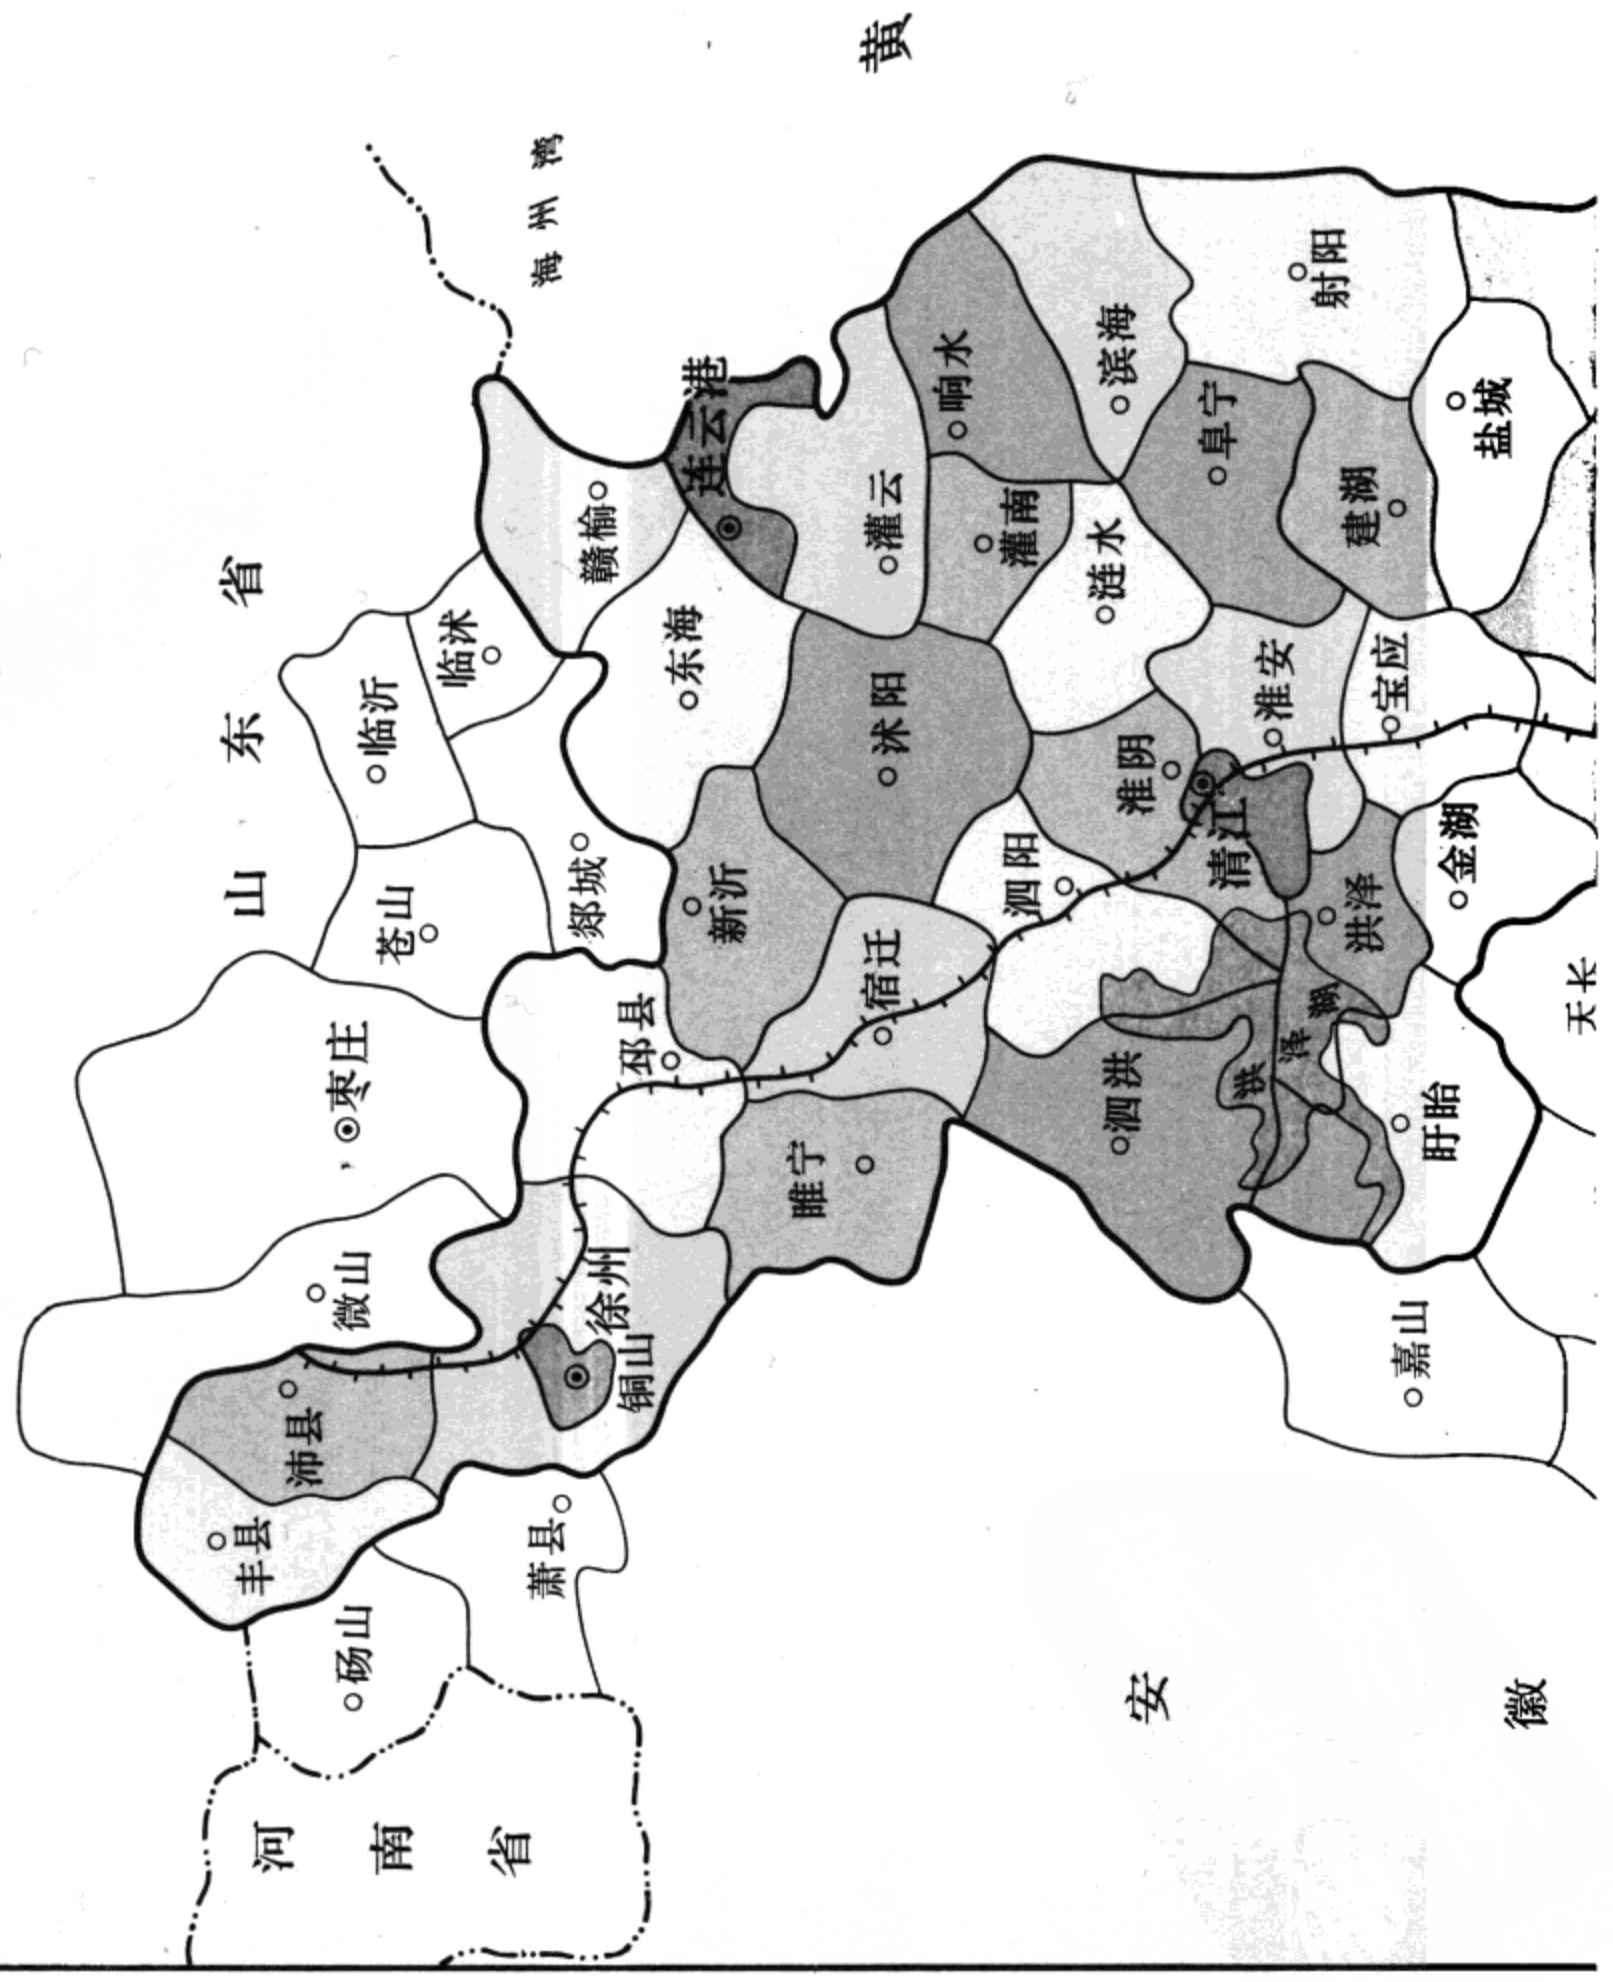 黄
海州湾
山东省
临沭
临沂
苍山
郯城
枣庄
微山
赣榆
连云港
东海
灌云
响水
滨海
射阳
灌南
涟水
阜宁
建湖
盐城
沭阳
淮阴
淮安
宝应
清江
新沂
泗阳
宿迁
洪泽
金湖
洪泽湖
邳县
睢宁
泗洪
盱眙
天长
徐州
铜山
沛县
丰县
砀山
萧县
嘉山
河南省
安徽